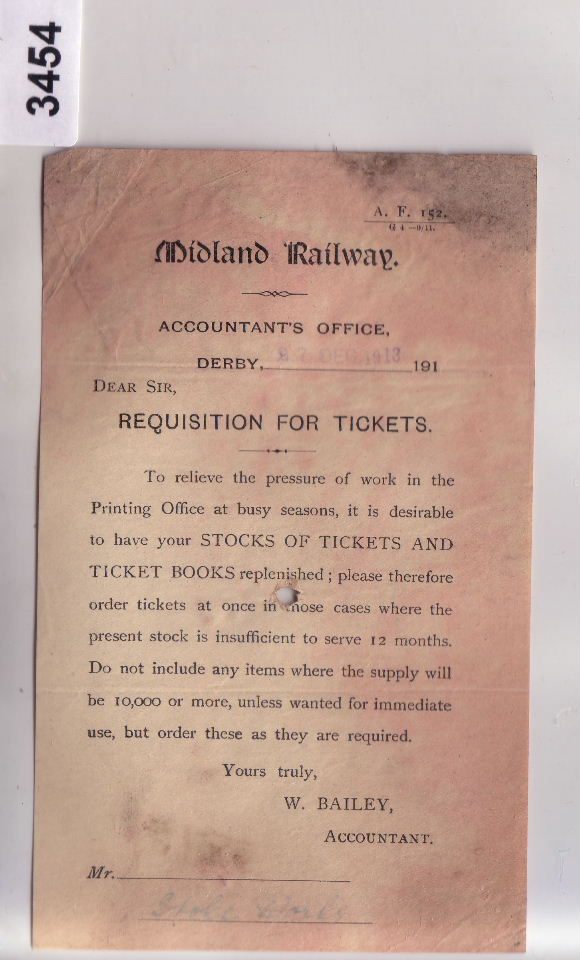 3454
A. F. 152.
Midland Railway.
ACCOUNTANT'S OFFICE,
DERBY, 27 DEC 1913 191
DEAR SIR,
REQUISITION FOR TICKETS.
To relieve the pressure of work in the
Printing Office at busy seasons, it is desirable
to have your STOCKS OF TICKETS AND
TICKET BOOKS replenished; please therefore
order tickets at once in those cases where the
present stock is insufficient to serve 12 months.
Do not include any items where the supply will
be 10,000 or more, unless wanted for immediate
use, but order these as they are required.
Yours truly,
W. BAILEY,
ACCOUNTANT.
Mr.